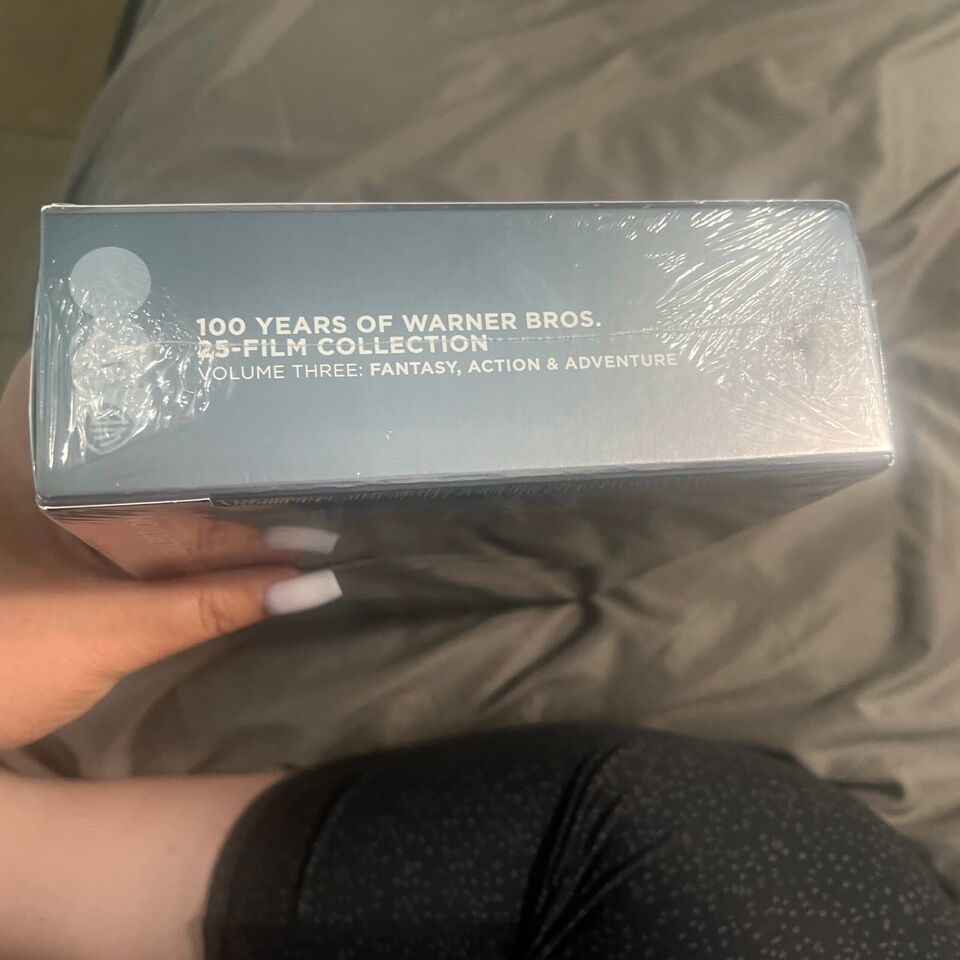 100 YEARS OF WARNER BROS.
25-FILM COLLECTION
VOLUME THREE: FANTASY, ACTION & ADVENTURE